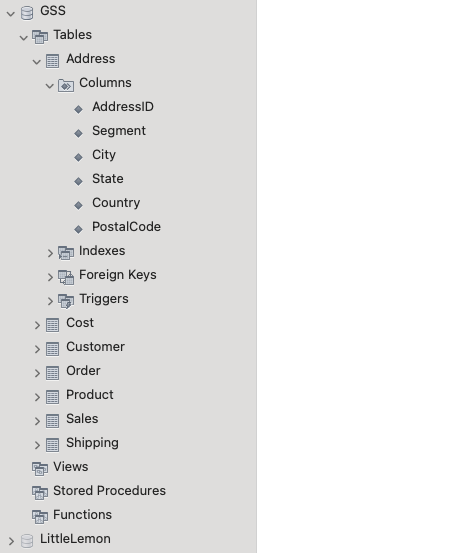 GSS
Tables
Address
Columns
AddressID
Segment
City
State
Country
PostalCode
Indexes
Foreign Keys
Triggers
Cost
Customer
Order
Product
Sales
Shipping
Views
Stored Procedures
Functions
LittleLemon